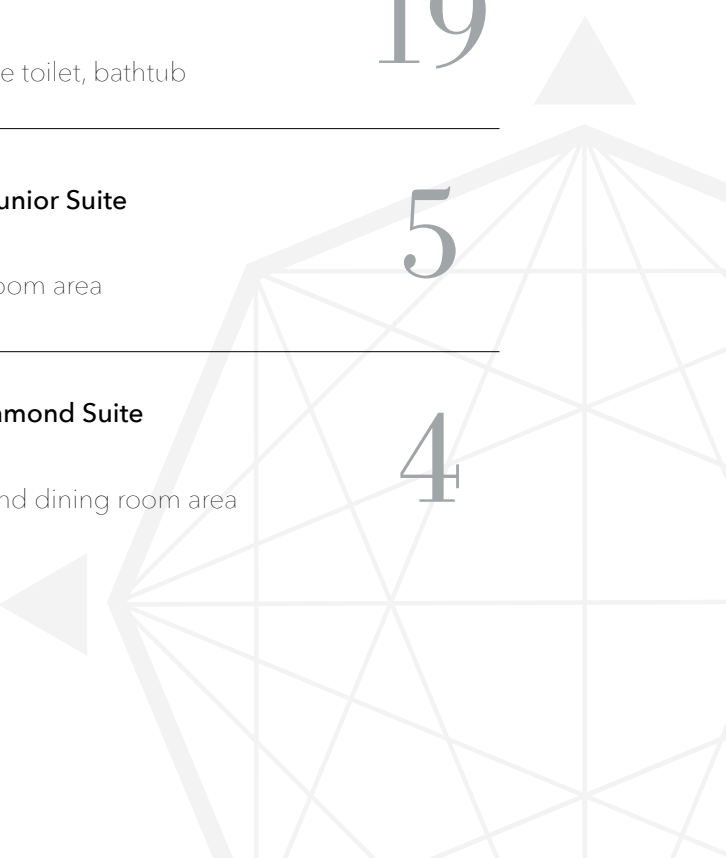 19
e toilet, bathtub
unior Suite
5
oom area
amond Suite
4
nd dining room area